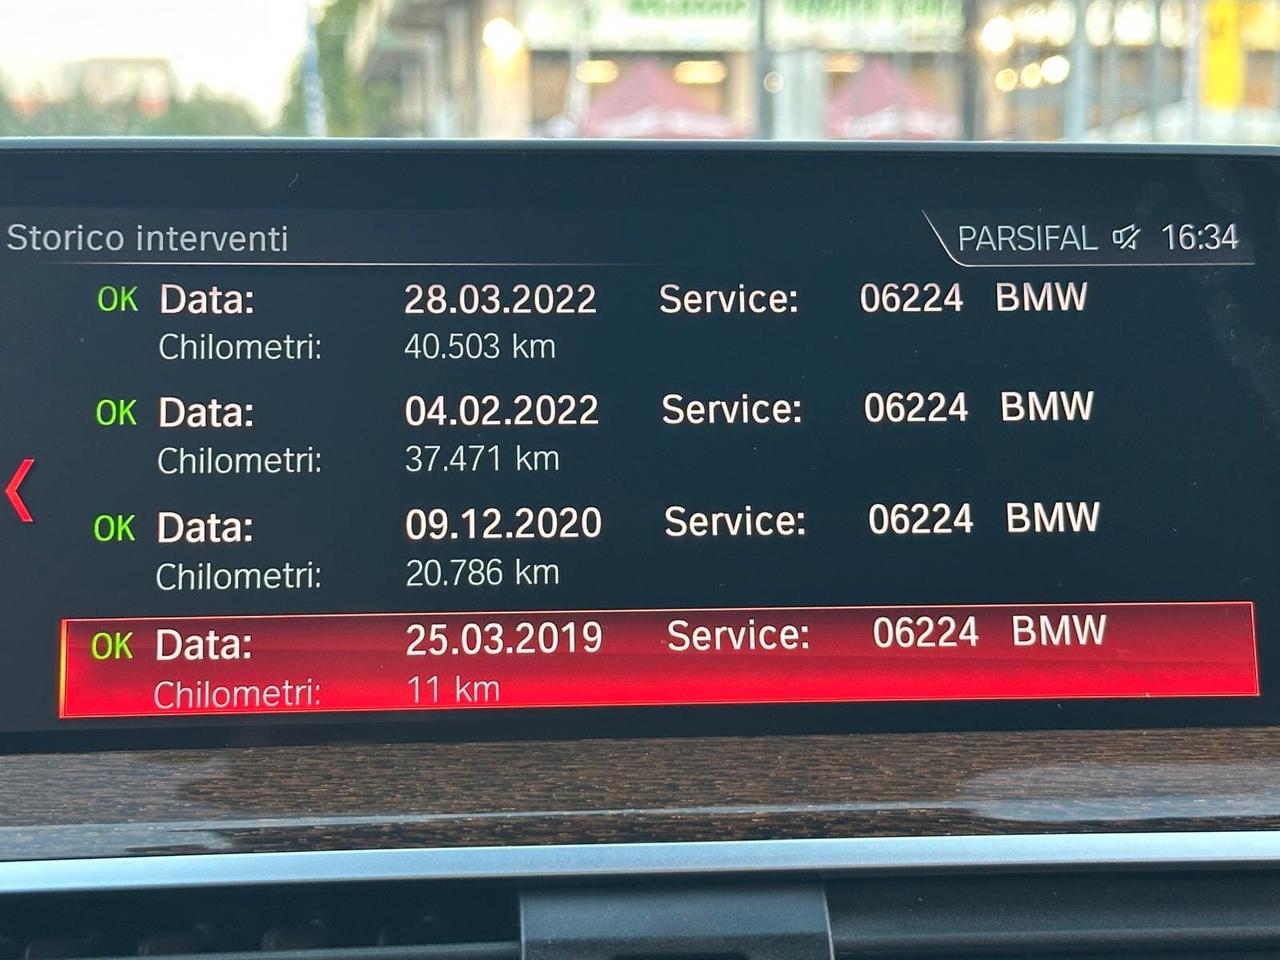 Storico interventi
PARSIFAL 16:34
OK Data: 28.03.2022 Service: 06224 BMW
Chilometri: 40.503 km
OK Data: 04.02.2022 Service: 06224 BMW
Chilometri: 37.471 km
OK Data: 09.12.2020 Service: 06224 BMW
Chilometri: 20.786 km
OK Data: 25.03.2019 Service: 06224 BMW
Chilometri: 11 km